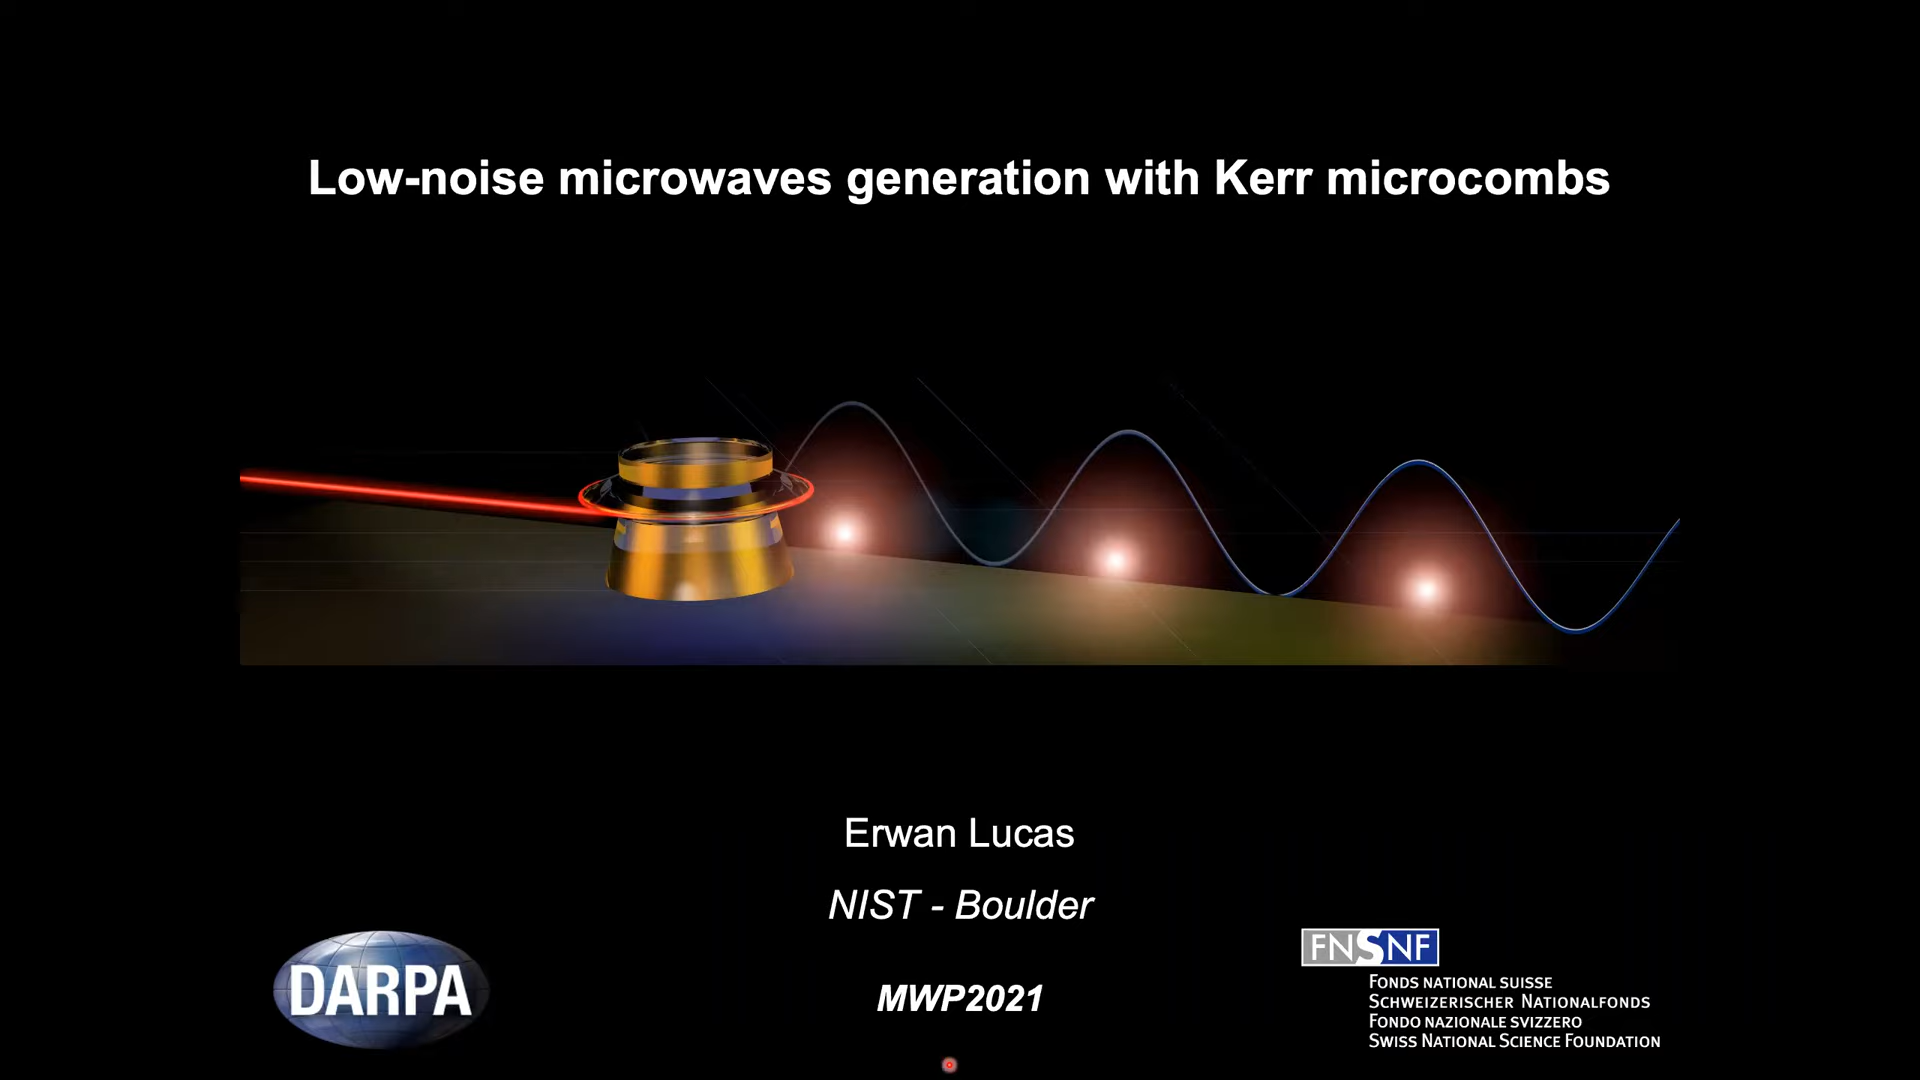 Low-noise microwaves generation with Kerr microcombs
Erwan Lucas
NIST - Boulder
MWP2021
DARPA
FNSNF
FONDS NATIONAL SUISSE
SCHWEIZERISCHER NATIONALFONDS
FONDO NAZIONALE SVIZZERO
SWISS NATIONAL SCIENCE FOUNDATION